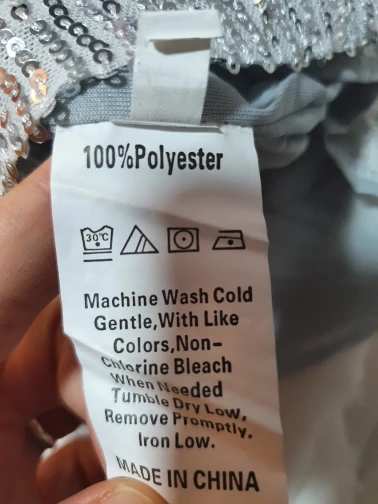 100%Polyester
30°C
Machine Wash Cold
Gentle,With Like
Colors,Non-
Chlorine Bleach
When Needed
Tumble Dry Low,
Remove Promptly,
Iron Low.
MADE IN CHINA